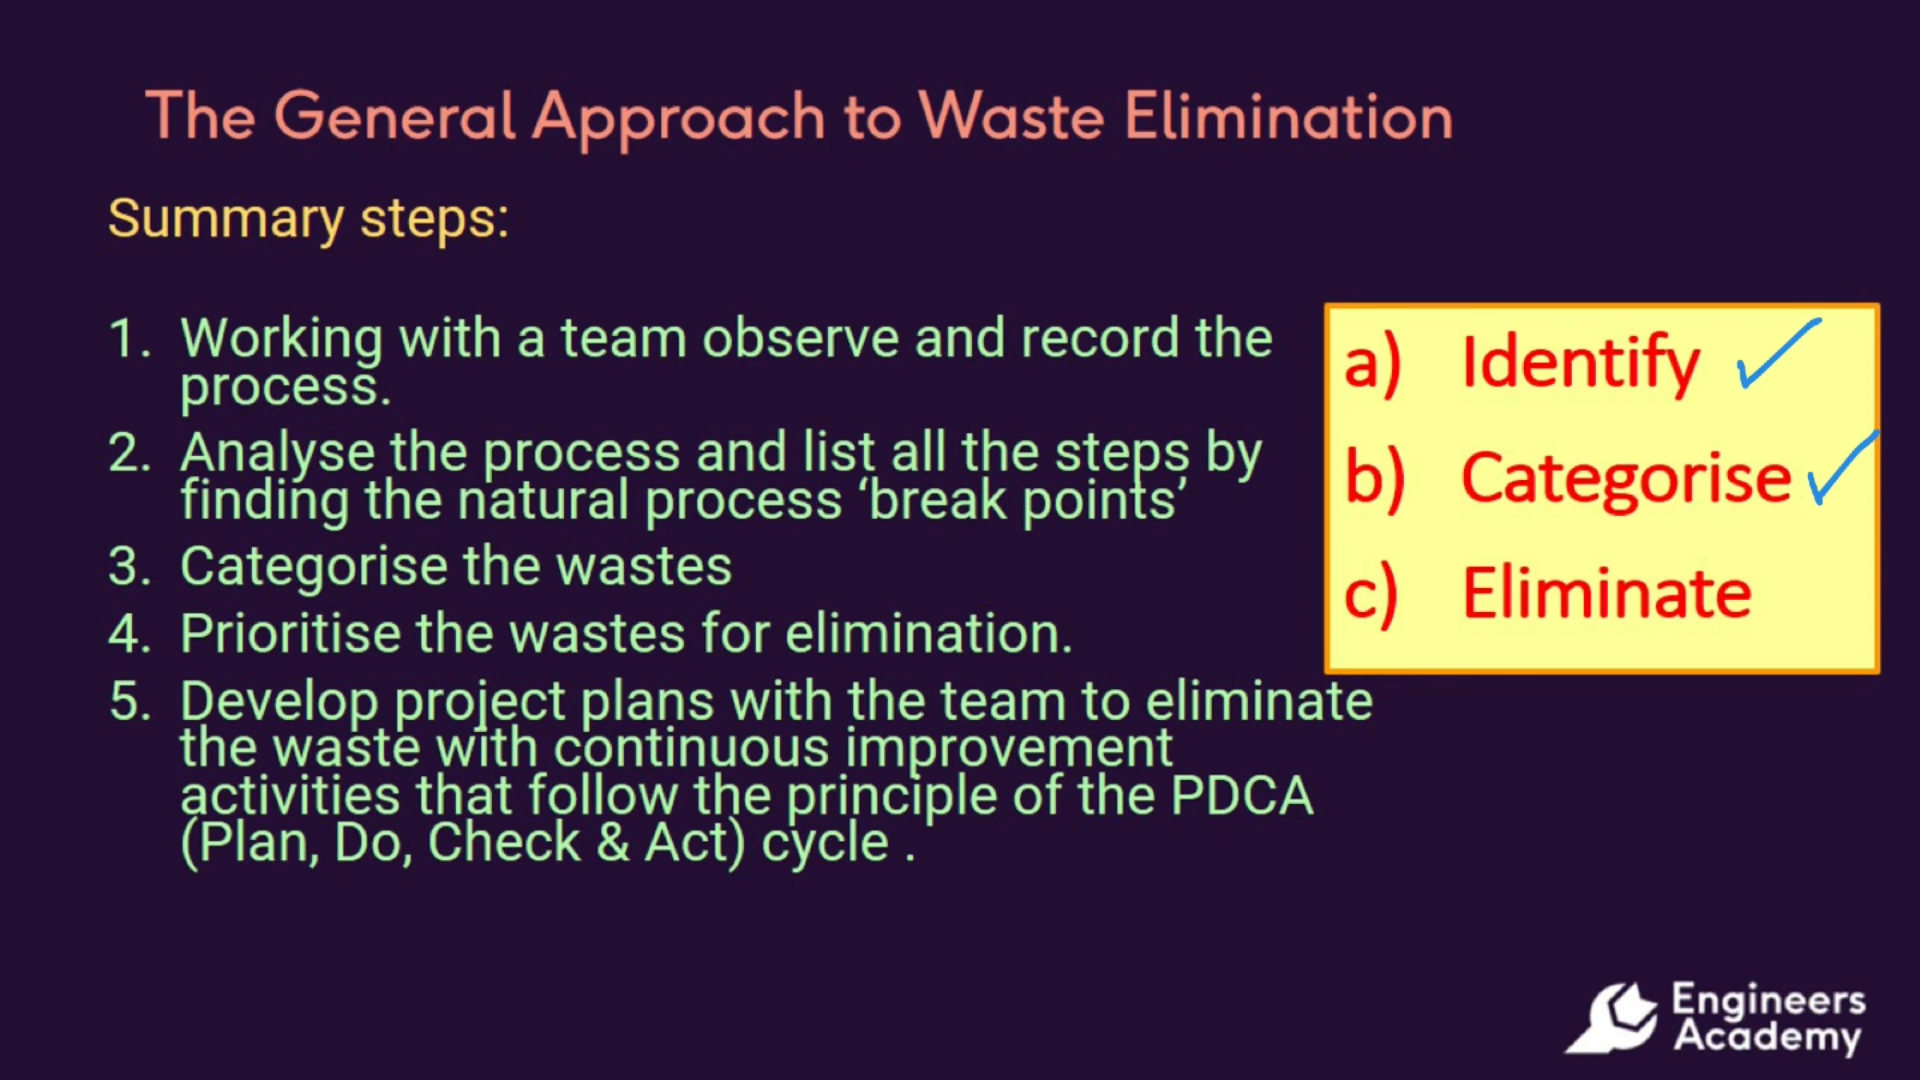 The General Approach to Waste Elimination
Summary steps:
1. Working with a team observe and record the
process.
2. Analyse the process and list all the steps by
finding the natural process ‘break points’
3. Categorise the wastes
4. Prioritise the wastes for elimination.
5. Develop project plans with the team to eliminate
the waste with continuous improvement
activities that follow the principle of the PDCA
(Plan, Do, Check & Act) cycle .
a) Identify
b) Categorise
c) Eliminate
Engineers
Academy